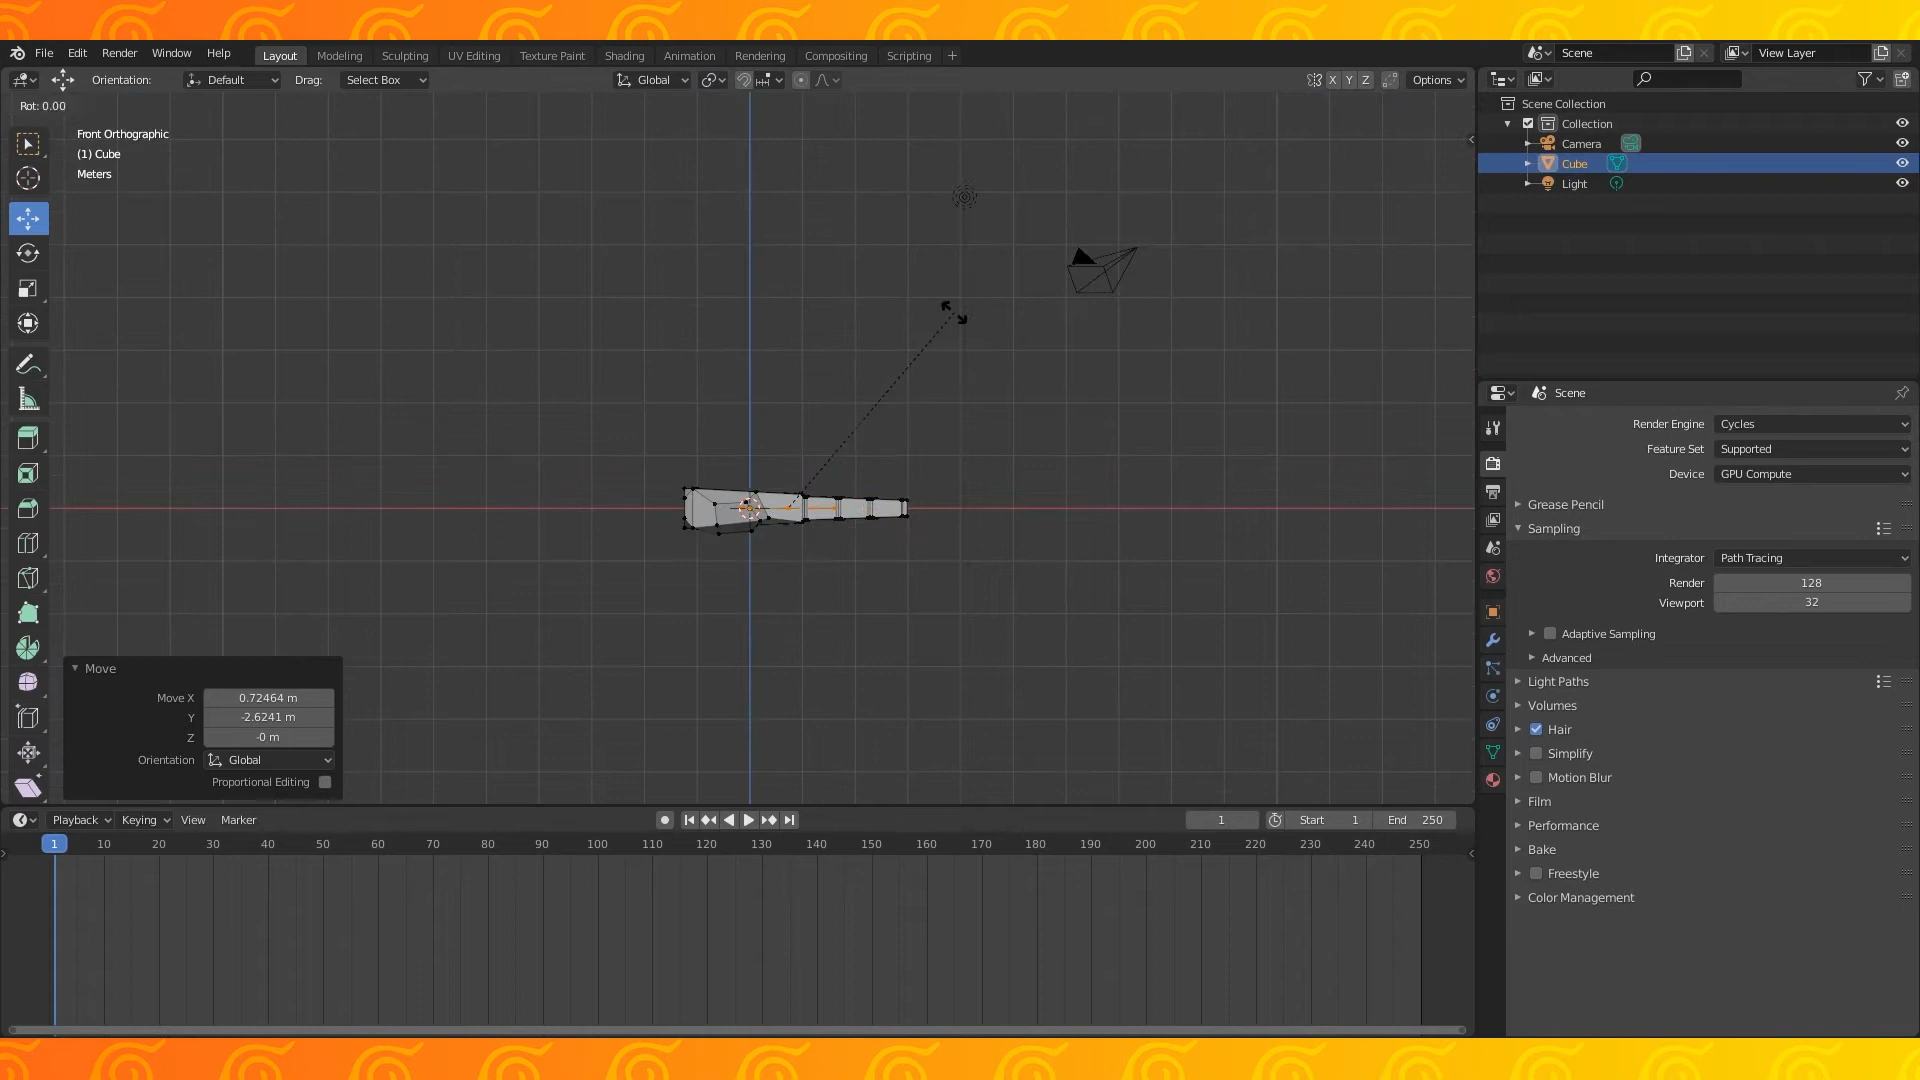 File Edit Render Window Help Layout Modeling Sculpting UV Editing Texture Paint Shading Animation Rendering Compositing Scripting + Scene View Layer
Orientation: Default Drag: Select Box Global X Y Z Options
Rot: 0.00
Front Orthographic
(1) Cube
Meters
Scene Collection
Collection
Camera
Cube
Light
Scene
Render Engine Cycles
Feature Set Supported
Device GPU Compute
Grease Pencil
Sampling
Integrator Path Tracing
Render 128
Viewport 32
Adaptive Sampling
Advanced
Light Paths
Volumes
Hair
Simplify
Motion Blur
Film
Performance
Bake
Freestyle
Color Management
Move
Move X 0.72464 m
Y -2.6241 m
Z -0 m
Orientation Global
Proportional Editing
Playback Keying View Marker 1 Start 1 End 250
1 10 20 30 40 50 60 70 80 90 100 110 120 130 140 150 160 170 180 190 200 210 220 230 240 250